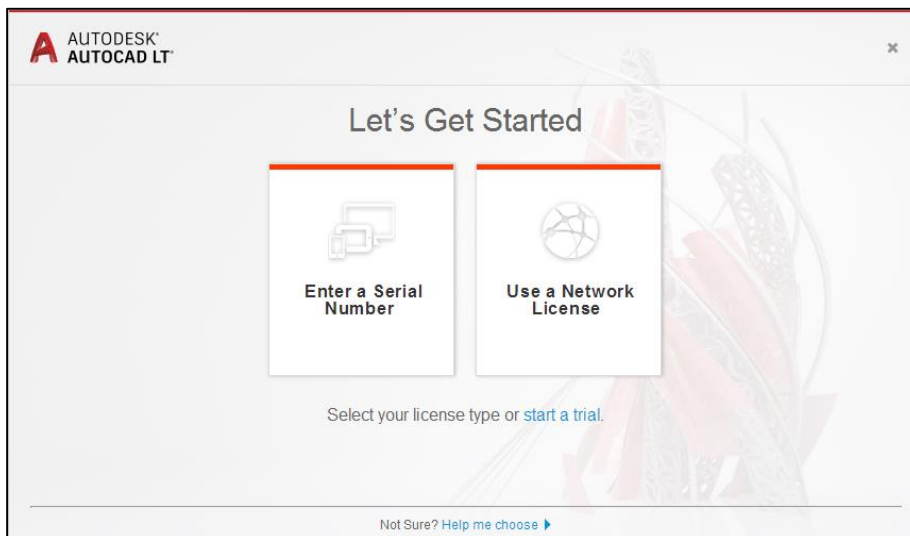 AUTODESK®
AUTOCAD LT®
Let's Get Started
Enter a Serial
Number
Use a Network
License
Select your license type or start a trial.
Not Sure? Help me choose